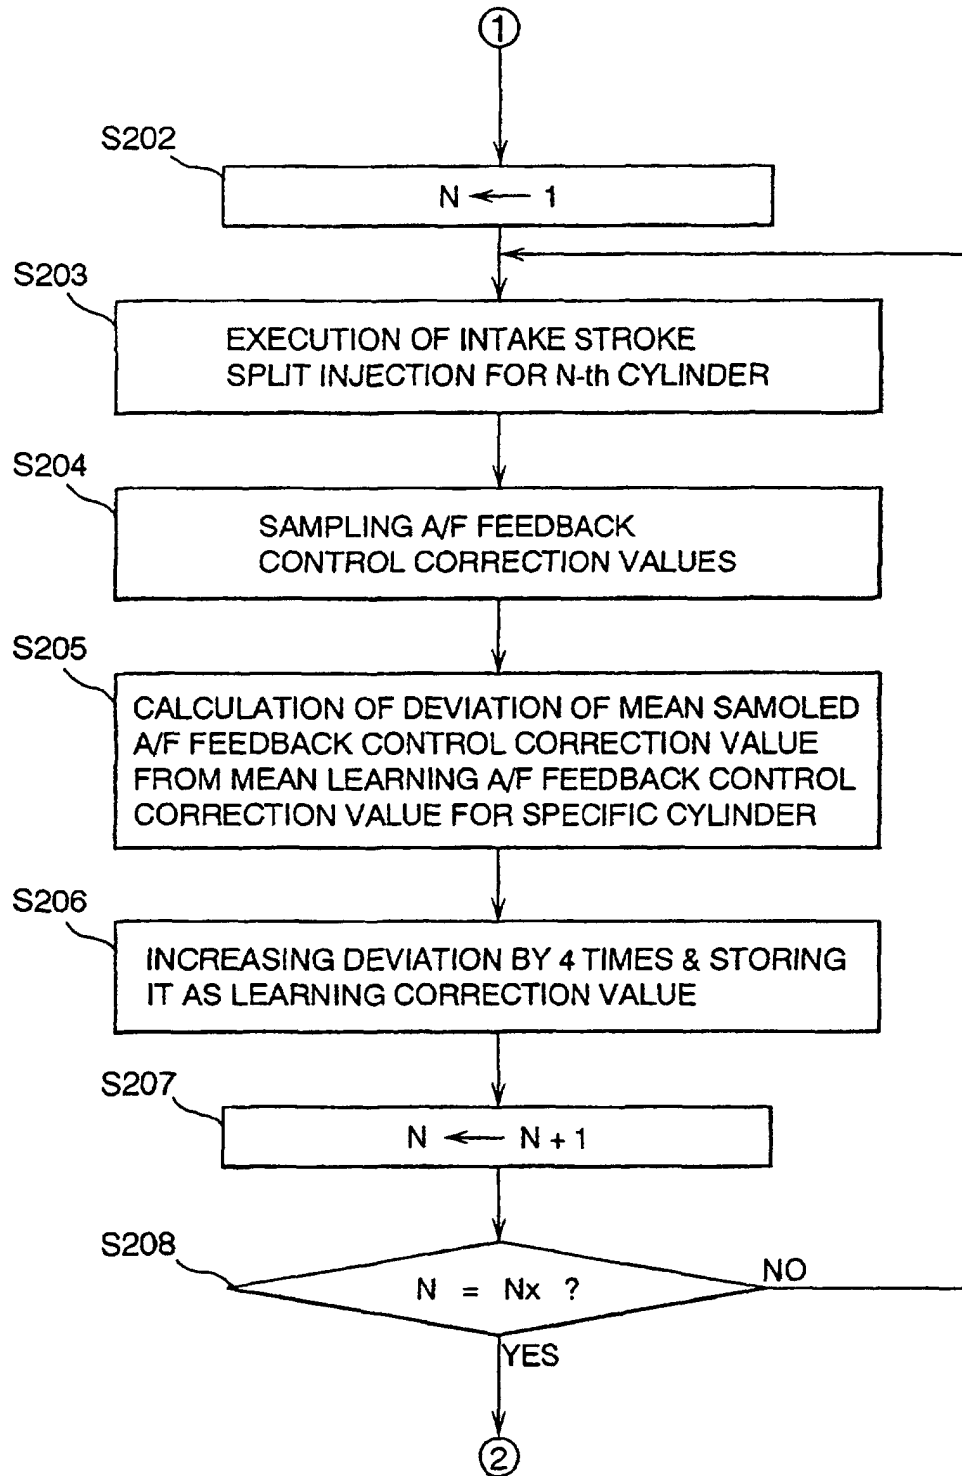 1
S202
N ← 1
S203
EXECUTION OF INTAKE STROKE
SPLIT INJECTION FOR N-th CYLINDER
S204
SAMPLING A/F FEEDBACK
CONTROL CORRECTION VALUES
S205
CALCULATION OF DEVIATION OF MEAN SAMOLED
A/F FEEDBACK CONTROL CORRECTION VALUE
FROM MEAN LEARNING A/F FEEDBACK CONTROL
CORRECTION VALUE FOR SPECIFIC CYLINDER
S206
INCREASING DEVIATION BY 4 TIMES & STORING
IT AS LEARNING CORRECTION VALUE
S207
N ← N + 1
S208
N = Nx ?
NO
YES
2